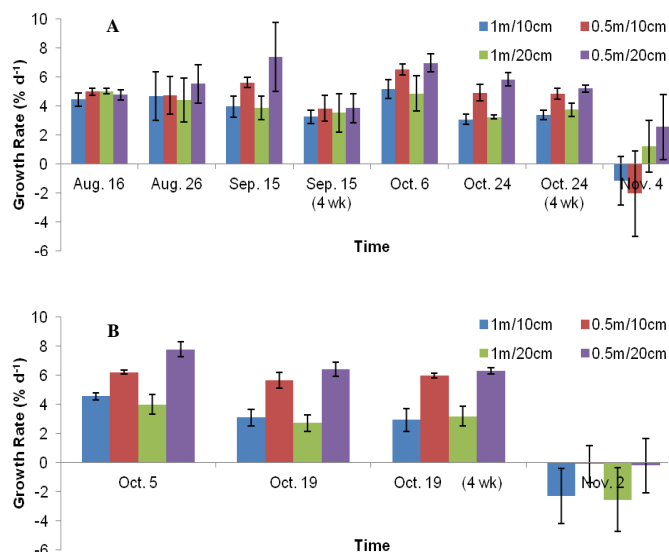 A
1m/10cm
0.5m/10cm
1m/20cm
0.5m/20cm
Growth Rate (% d-1)
10
8
6
4
2
0
-2
-4
-6
Aug. 16
Aug. 26
Sep. 15
Sep. 15
(4 wk)
Oct. 6
Oct. 24
Oct. 24
(4 wk)
Nov. 4
Time
B
1m/10cm
0.5m/10cm
1m/20cm
0.5m/20cm
Growth Rate (% d-1)
10
8
6
4
2
0
-2
-4
-6
Oct. 5
Oct. 19
Oct. 19 (4 wk)
Nov. 2
Time